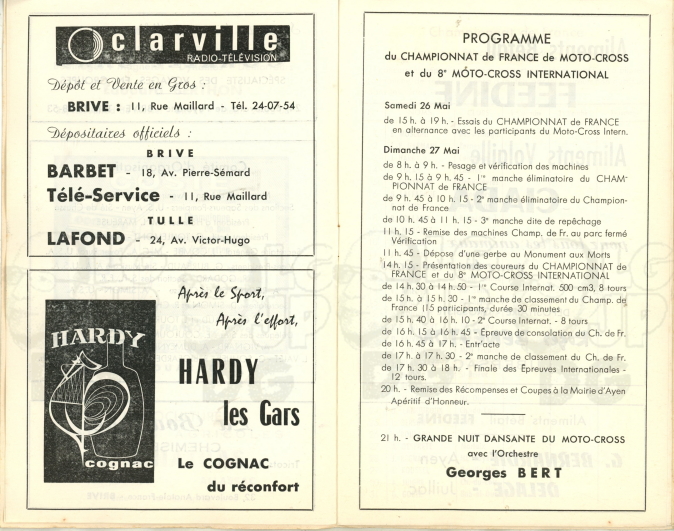 clarville
RADIO-TÉLÉVISION
Dépôt et Vente en Gros :
BRIVE : 11, Rue Maillard - Tél. 24-07-54
Dépositaires officiels :
BRIVE
BARBET - 18, Av. Pierre-Sémard
Télé-Service - 11, Rue Maillard
TULLE
LAFOND - 24, Av. Victor-Hugo
HARDY
cognac
Après le Sport,
Après l'effort,
HARDY
les Gars
Le COGNAC
du réconfort
PROGRAMME
du CHAMPIONNAT de FRANCE de MOTO-CROSS
et du 8e MÓTO-CROSS INTERNATIONAL
Samedi 26 Mai
de 15 h. à 19 h. - Essais du CHAMPIONNAT de FRANCE
en alternance avec les participants du Moto-Cross Intern.
Dimanche 27 Mai
de 8 h. à 9 h. - Pesage et vérification des machines
de 9 h. 15 à 9 h. 45 - 1re manche éliminatoire du CHAM-
PIONNAT de FRANCE
de 9 h. 45 à 10 h. 15 - 2e manche éliminatoire du Champion-
nat de France
de 10 h. 45 à 11 h. 15 - 3e manche dite de repêchage
11 h. 15 - Remise des machines Champ. de Fr. au parc fermé
Vérification
11 h. 45 - Dépose d'une gerbe au Monument aux Morts
14 h. 15 - Présentation des coureurs du CHAMPIONNAT de
FRANCE et du 8e MOTO-CROSS INTERNATIONAL
de 14 h. 30 à 14 h. 50 - 1re Course Internat. 500 cm3, 8 tours
de 15 h. à 15 h. 30 - 1re manche de classement du Champ. de
France (15 participants, durée 30 minutes
de 15 h. 40 à 16 h. 10 - 2e Course Internat. - 8 tours
de 16 h. 15 à 16 h. 45 - Épreuve de consolation du Ch. de Fr.
de 16 h. 45 à 17 h. - Entr'acte
de 17 h. à 17 h. 30 - 2e manche de classement du Ch. de Fr.
de 17 h. 30 à 18 h. - Finale des Épreuves Internationales -
12 tours.
20 h. - Remise des Récompenses et Coupes à la Mairie d'Ayen
Apéritif d'Honneur.
21 h. - GRANDE NUIT DANSANTE DU MOTO-CROSS
avec l'Orchestre
Georges BERT